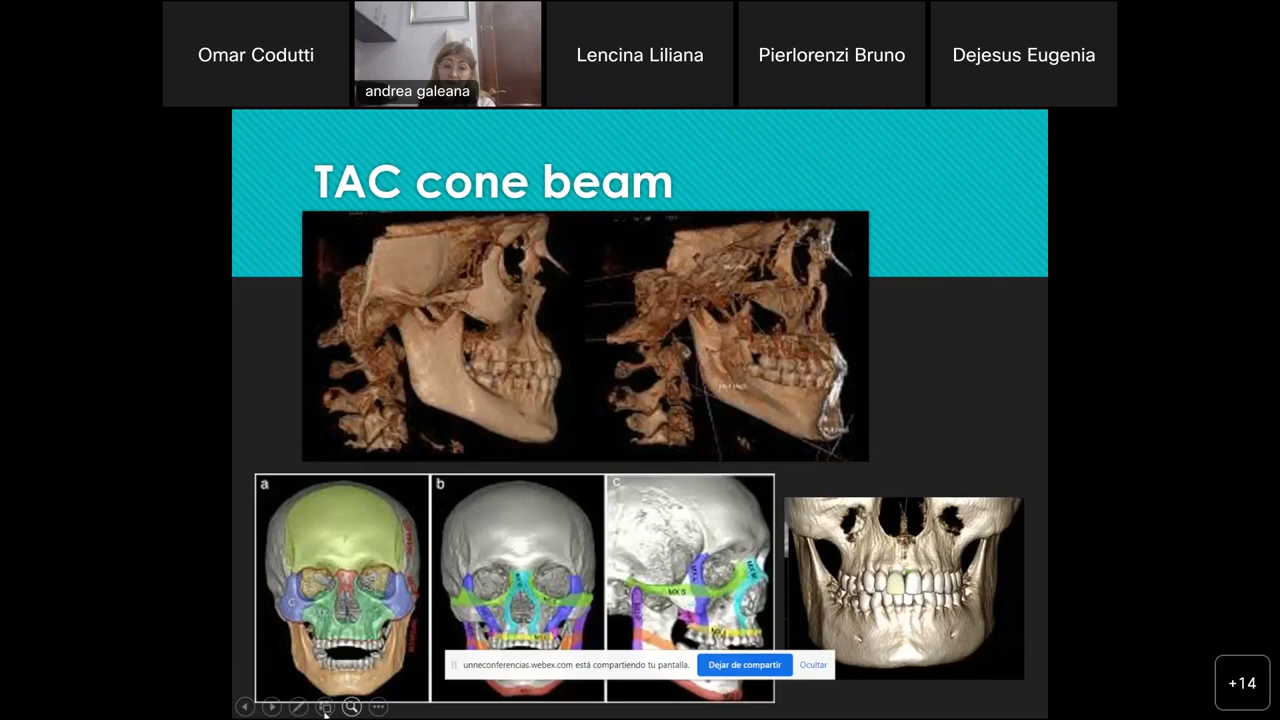 Omar Codutti
andrea galeana
Lencina Liliana
Pierlorenzi Bruno
Dejesus Eugenia
TAC cone beam
a
b
c
MX S
unneconferencias.webex.com está compartiendo tu pantalla.
Dejar de compartir
Ocultar
+14